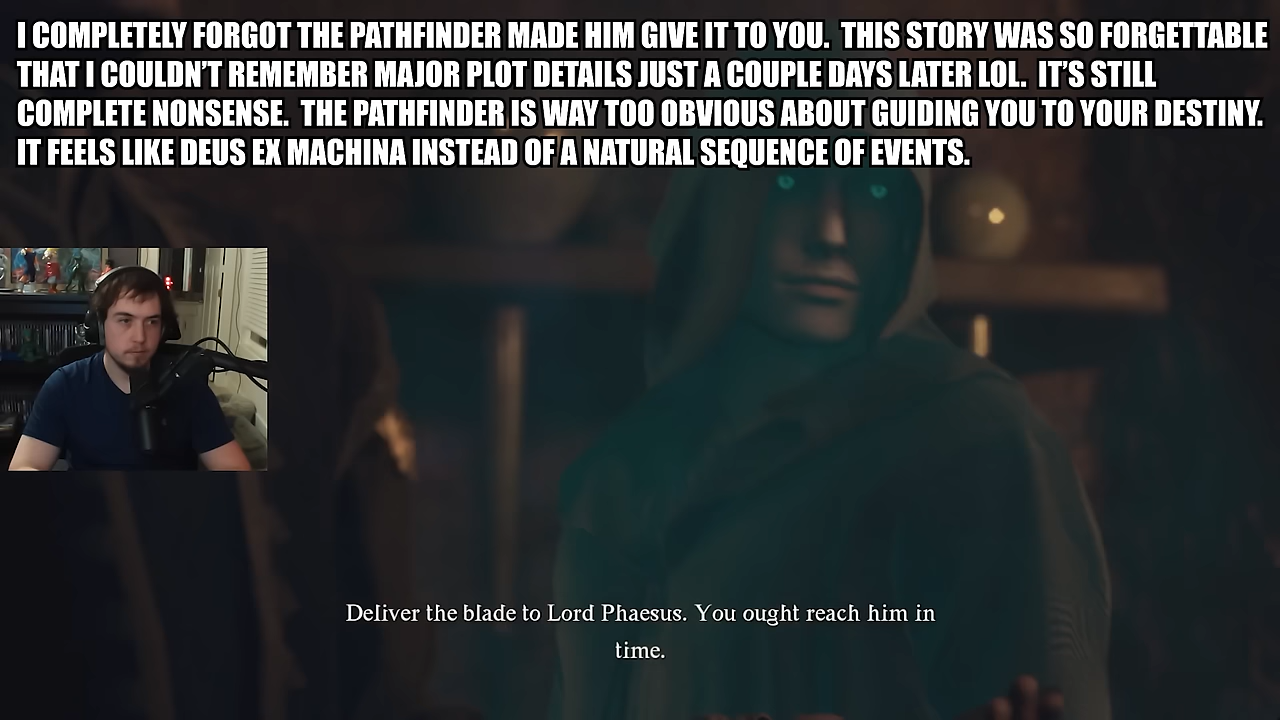 I COMPLETELY FORGOT THE PATHFINDER MADE HIM GIVE IT TO YOU. THIS STORY WAS SO FORGETTABLE
THAT I COULDN'T REMEMBER MAJOR PLOT DETAILS JUST A COUPLE DAYS LATER LOL. IT'S STILL
COMPLETE NONSENSE. THE PATHFINDER IS WAY TOO OBVIOUS ABOUT GUIDING YOU TO YOUR DESTINY.
IT FEELS LIKE DEUS EX MACHINA INSTEAD OF A NATURAL SEQUENCE OF EVENTS.
Deliver the blade to Lord Phaesus. You ought reach him in
time.